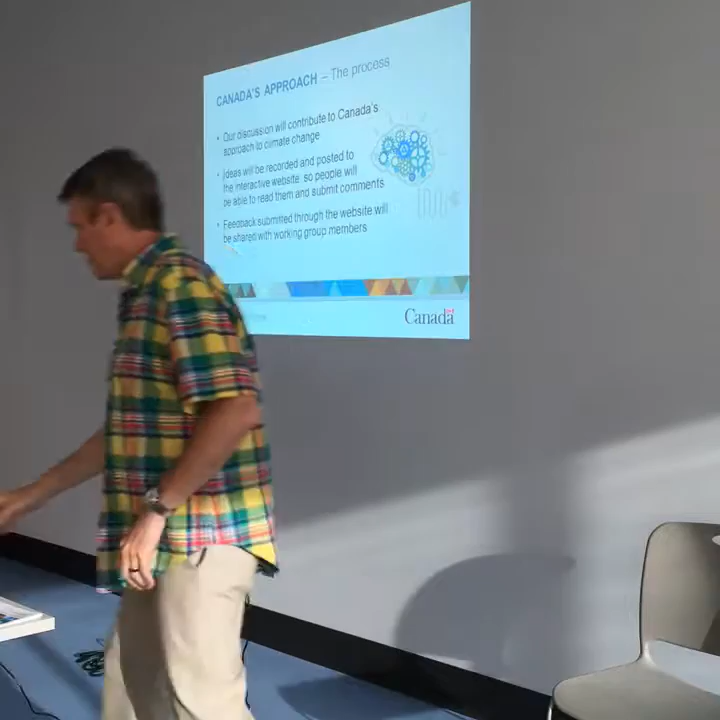 CANADA'S APPROACH – The process
• Our discussion will contribute to Canada's
approach to climate change
• Ideas will be recorded and posted to
the interactive website so people will
be able to read them and submit comments
• Feedback submitted through the website will
be shared with working group members
Canada